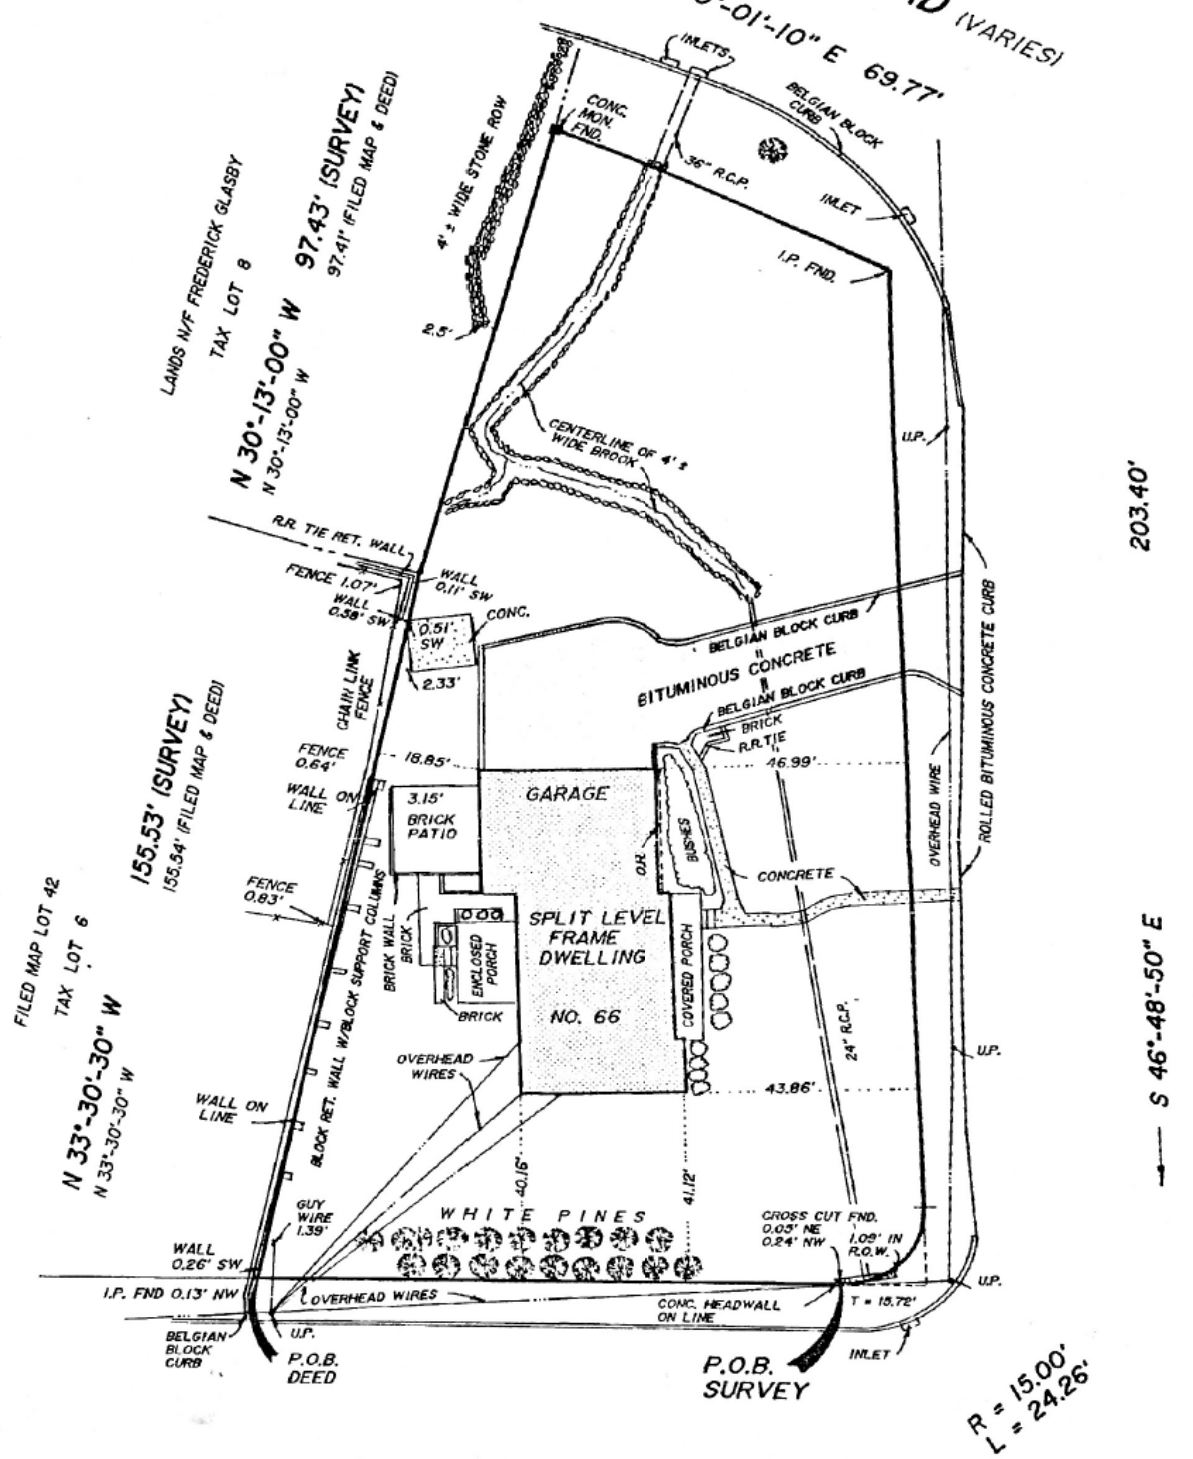 D (VARIES)
0'-01'-10" E 69.77'
INLETS
BELGIAN BLOCK
CURB
CONC.
MON.
FND.
36" R.C.P.
INLET
I.P. FND.
4' ± WIDE STONE ROW
97.43' (SURVEY)
97.41' (FILED MAP & DEED)
LANDS N/F FREDERICK GLASBY
TAX LOT 8
N 30°-13'-00" W
N 30°-13'-00" W
2.5'
CENTERLINE OF 4' ±
WIDE BROOK
U.P.
203.40'
R.R. TIE RET. WALL
FENCE 1.07'
WALL
0.11' SW
WALL
0.58' SW
0.51'
SW
CONC.
2.33'
CHAIN LINK
FENCE
BELGIAN BLOCK CURB
BITUMINOUS CONCRETE
BELGIAN BLOCK CURB
BRICK
R.R. TIE
ROLLED BITUMINOUS CONCRETE CURB
OVERHEAD WIRE
155.53' (SURVEY)
155.54' (FILED MAP & DEED)
FENCE
0.64'
18.85'
46.99'
WALL ON
LINE
3.15'
BRICK
PATIO
GARAGE
O.H.
BUSHES
CONCRETE
FENCE
0.83'
BRICK WALL
BRICK
ENCLOSED
PORCH
BRICK
SPLIT LEVEL
FRAME
DWELLING
NO. 66
COVERED PORCH
24" R.C.P.
U.P.
S 46°-48'-50" E
FILED MAP LOT 42
TAX LOT 6
N 33°-30'-30" W
N 33°-30'-30" W
BLOCK RET. WALL W/BLOCK SUPPORT COLUMNS
OVERHEAD
WIRES
WALL ON
LINE
43.86'
40.16'
41.12'
GUY
WIRE
1.39'
WHITE PINES
CROSS CUT FND.
0.05' NE
0.24' NW
1.09' IN
R.O.W.
WALL
0.26' SW
I.P. FND 0.13' NW
OVERHEAD WIRES
CONC. HEADWALL
ON LINE
T = 15.72'
U.P.
BELGIAN
BLOCK
CURB
U.P.
P.O.B.
DEED
P.O.B.
SURVEY
INLET
R = 15.00'
L = 24.26'